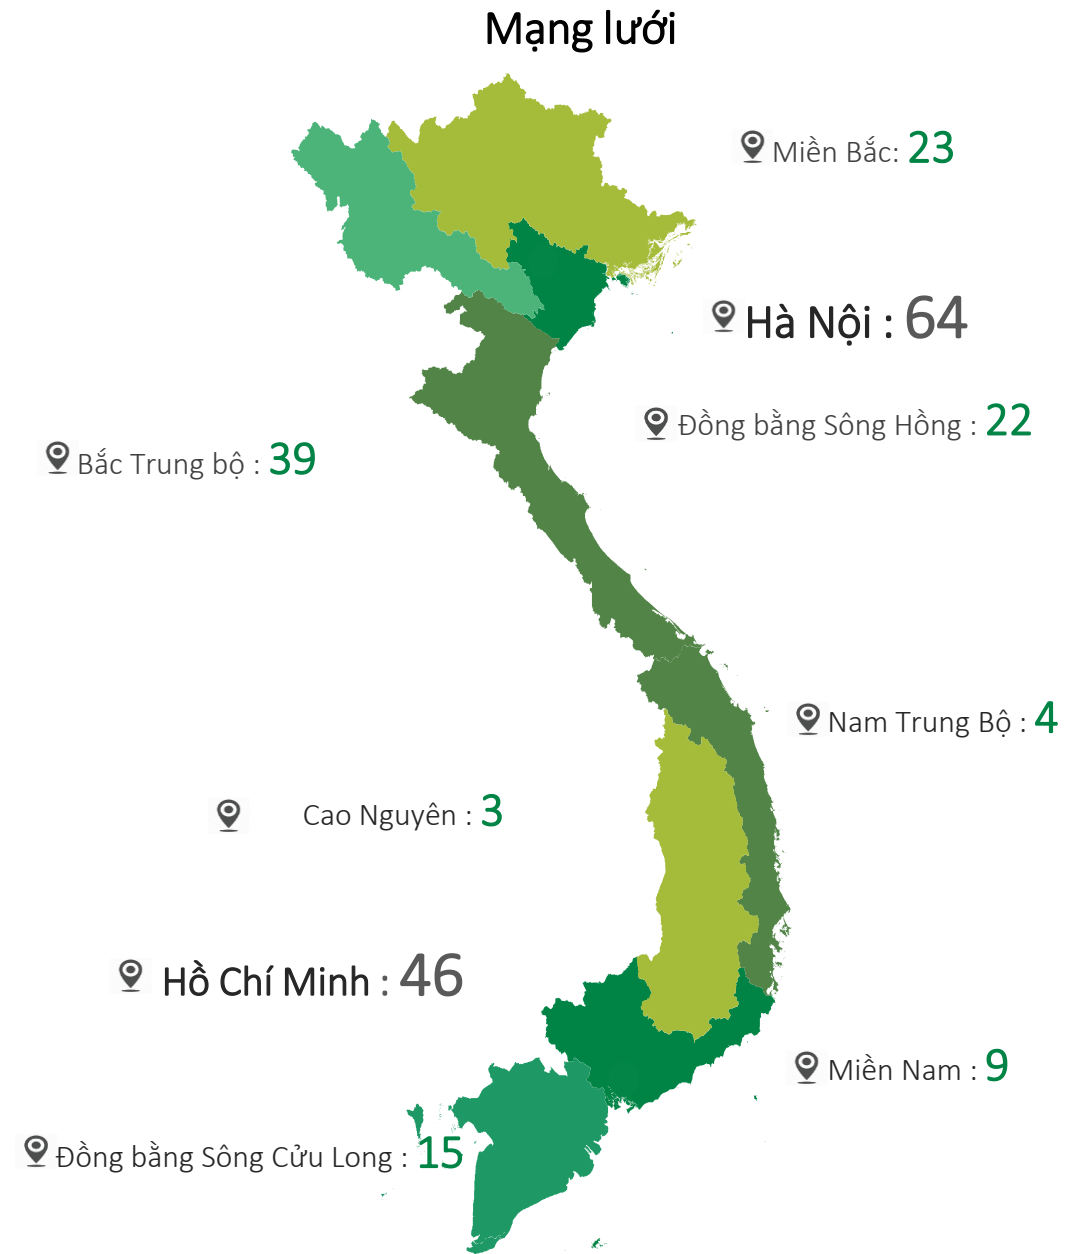 Mạng lưới
Miền Bắc: 23
Hà Nội : 64
Đồng bằng Sông Hồng : 22
Bắc Trung bộ : 39
Nam Trung Bộ : 4
Cao Nguyên : 3
Hồ Chí Minh : 46
Miền Nam : 9
Đồng bằng Sông Cửu Long : 15